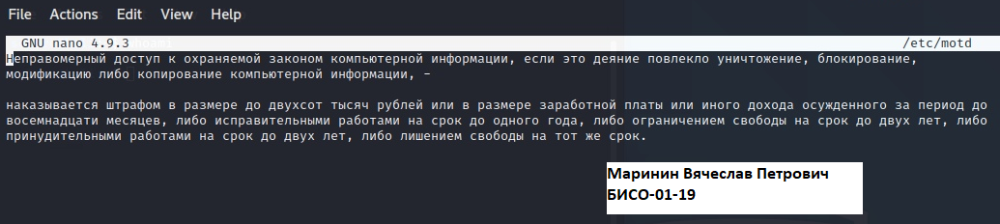 File Actions Edit View Help
GNU nano 4.9.3 /etc/motd
Неправомерный доступ к охраняемой законом компьютерной информации, если это деяние повлекло уничтожение, блокирование,
модификацию либо копирование компьютерной информации, -
наказывается штрафом в размере до двухсот тысяч рублей или в размере заработной платы или иного дохода осужденного за период до
восемнадцати месяцев, либо исправительными работами на срок до одного года, либо ограничением свободы на срок до двух лет, либо
принудительными работами на срок до двух лет, либо лишением свободы на тот же срок.
Маринин Вячеслав Петрович
БИСО-01-19